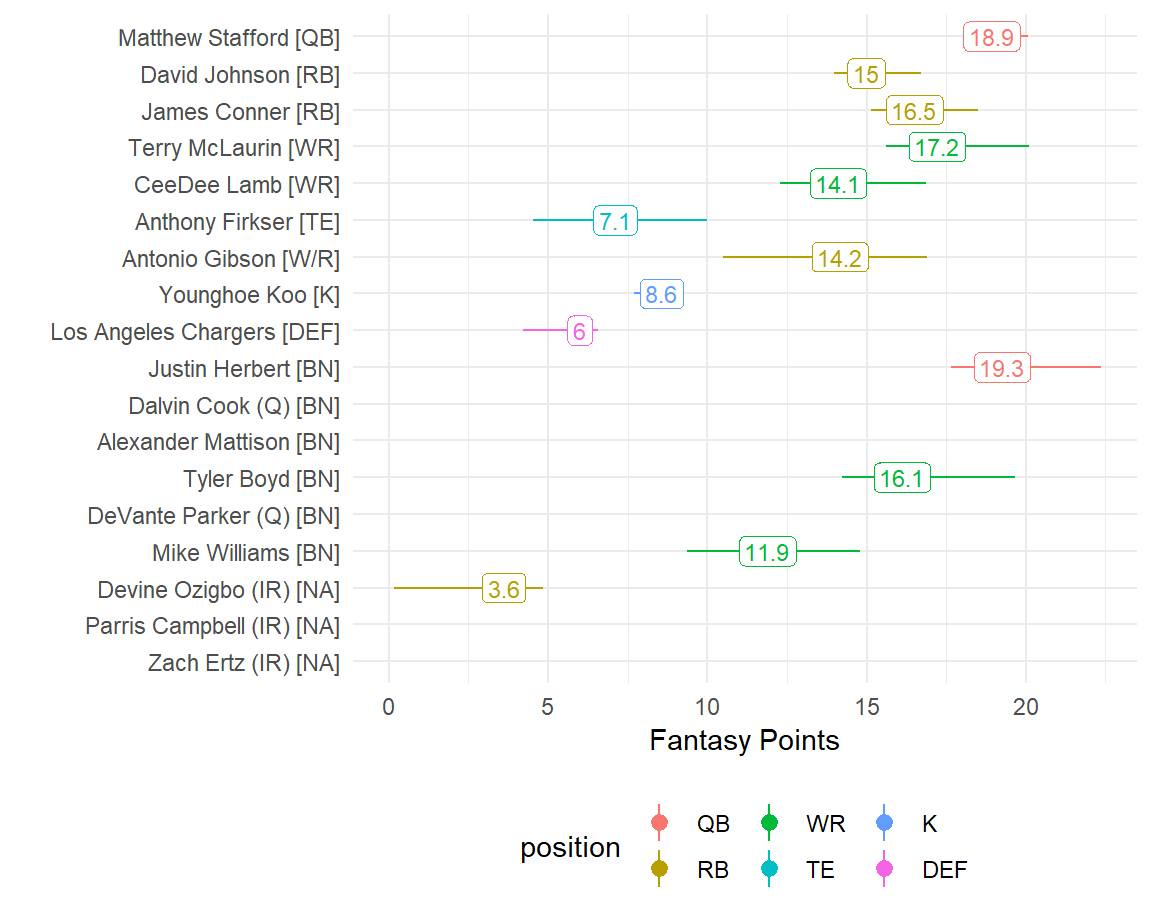 Matthew Stafford [QB] 18.9
David Johnson [RB] 15
James Conner [RB] 16.5
Terry McLaurin [WR] 17.2
CeeDee Lamb [WR] 14.1
Anthony Firkser [TE] 7.1
Antonio Gibson [W/R] 14.2
Younghoe Koo [K] 8.6
Los Angeles Chargers [DEF] 6
Justin Herbert [BN] 19.3
Dalvin Cook (Q) [BN]
Alexander Mattison [BN]
Tyler Boyd [BN] 16.1
DeVante Parker (Q) [BN]
Mike Williams [BN] 11.9
Devine Ozigbo (IR) [NA] 3.6
Parris Campbell (IR) [NA]
Zach Ertz (IR) [NA]
0 5 10 15 20
Fantasy Points
position
QB WR K
RB TE DEF